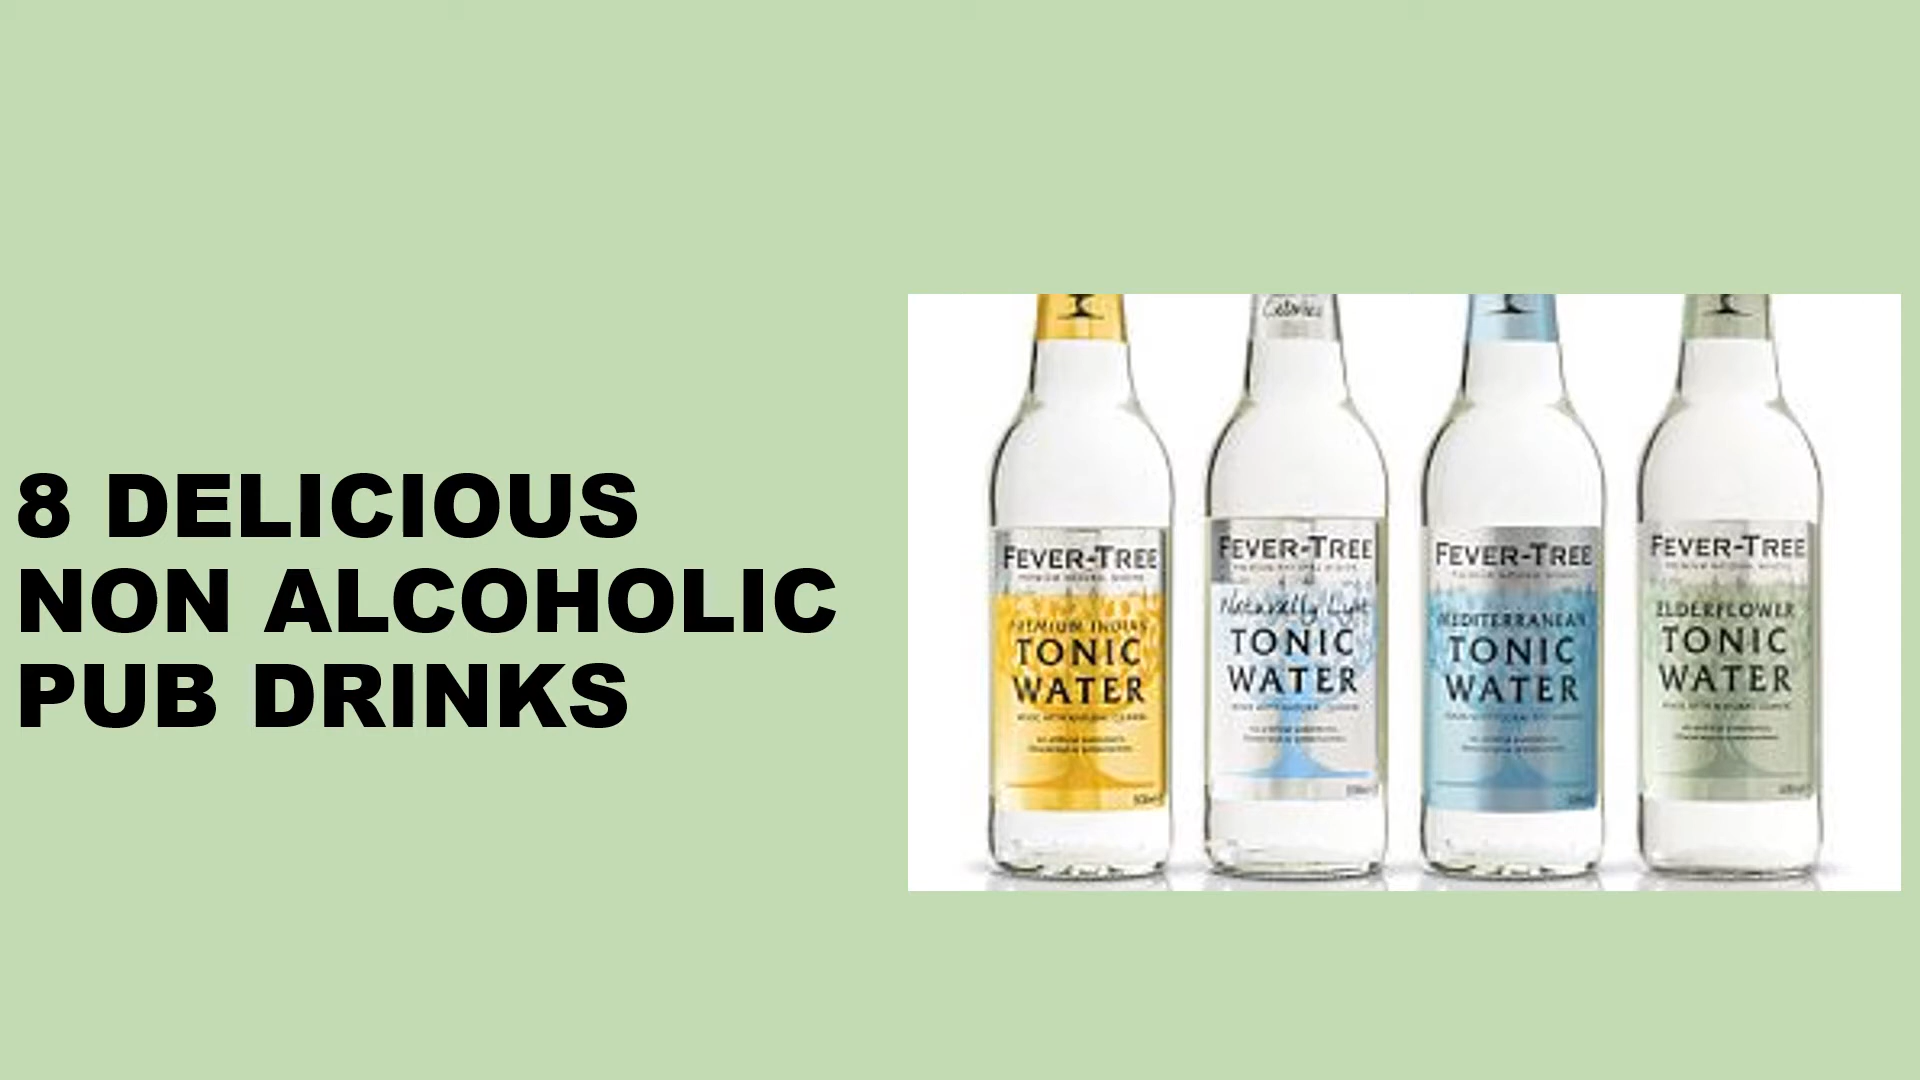 8 DELICIOUS
NON ALCOHOLIC
PUB DRINKS
Calories
FEVER-TREE
PREMIUM INDIAN
TONIC
WATER
FEVER-TREE
Naturally Light
TONIC
WATER
FEVER-TREE
MEDITERRANEAN
TONIC
WATER
FEVER-TREE
ELDERFLOWER
TONIC
WATER